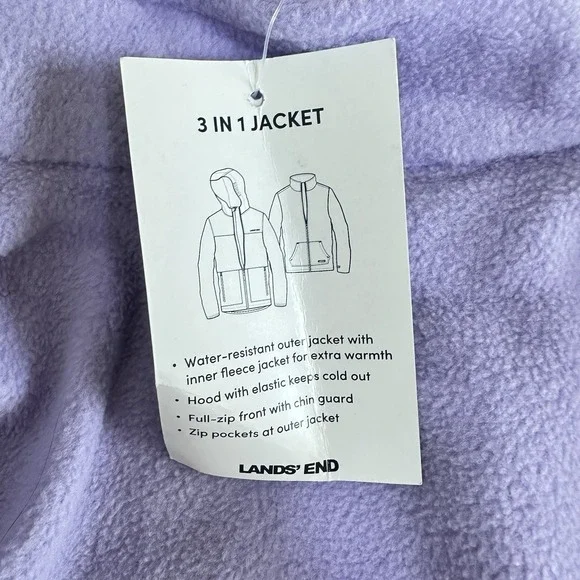 3 IN 1 JACKET
• Water-resistant outer jacket with
inner fleece jacket for extra warmth
• Hood with elastic keeps cold out
• Full-zip front with chin guard
• Zip pockets at outer jacket
LANDS' END